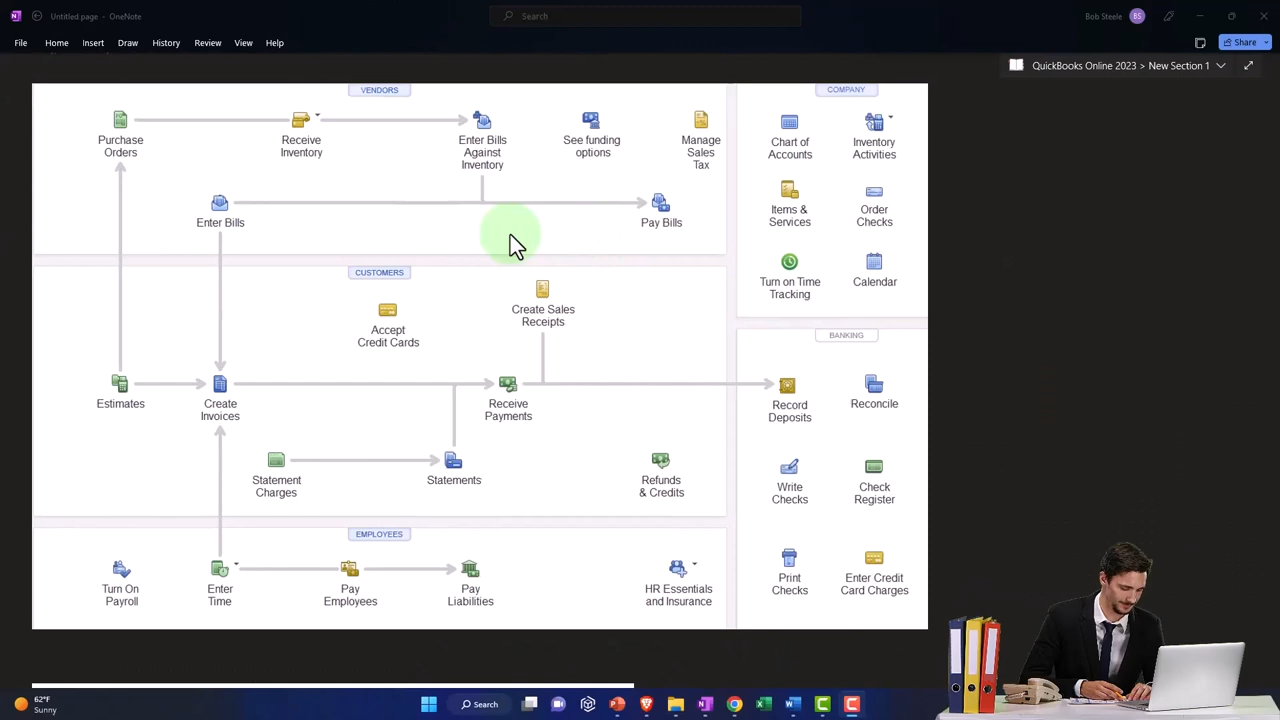 Untitled page - OneNote
Search
Bob Steele
BS
File
Home
Insert
Draw
History
Review
View
Help
Share
QuickBooks Online 2023 > New Section 1
VENDORS
Purchase
Orders
Receive
Inventory
Enter Bills
Against
Inventory
See funding
options
Manage
Sales
Tax
Enter Bills
Pay Bills
CUSTOMERS
Accept
Credit Cards
Create Sales
Receipts
Estimates
Create
Invoices
Receive
Payments
Statement
Charges
Statements
Refunds
& Credits
EMPLOYEES
Turn On
Payroll
Enter
Time
Pay
Employees
Pay
Liabilities
HR Essentials
and Insurance
COMPANY
Chart of
Accounts
Inventory
Activities
Items &
Services
Order
Checks
Turn on Time
Tracking
Calendar
BANKING
Record
Deposits
Reconcile
Write
Checks
Check
Register
Print
Checks
Enter Credit
Card Charges
62°F
Sunny
Search